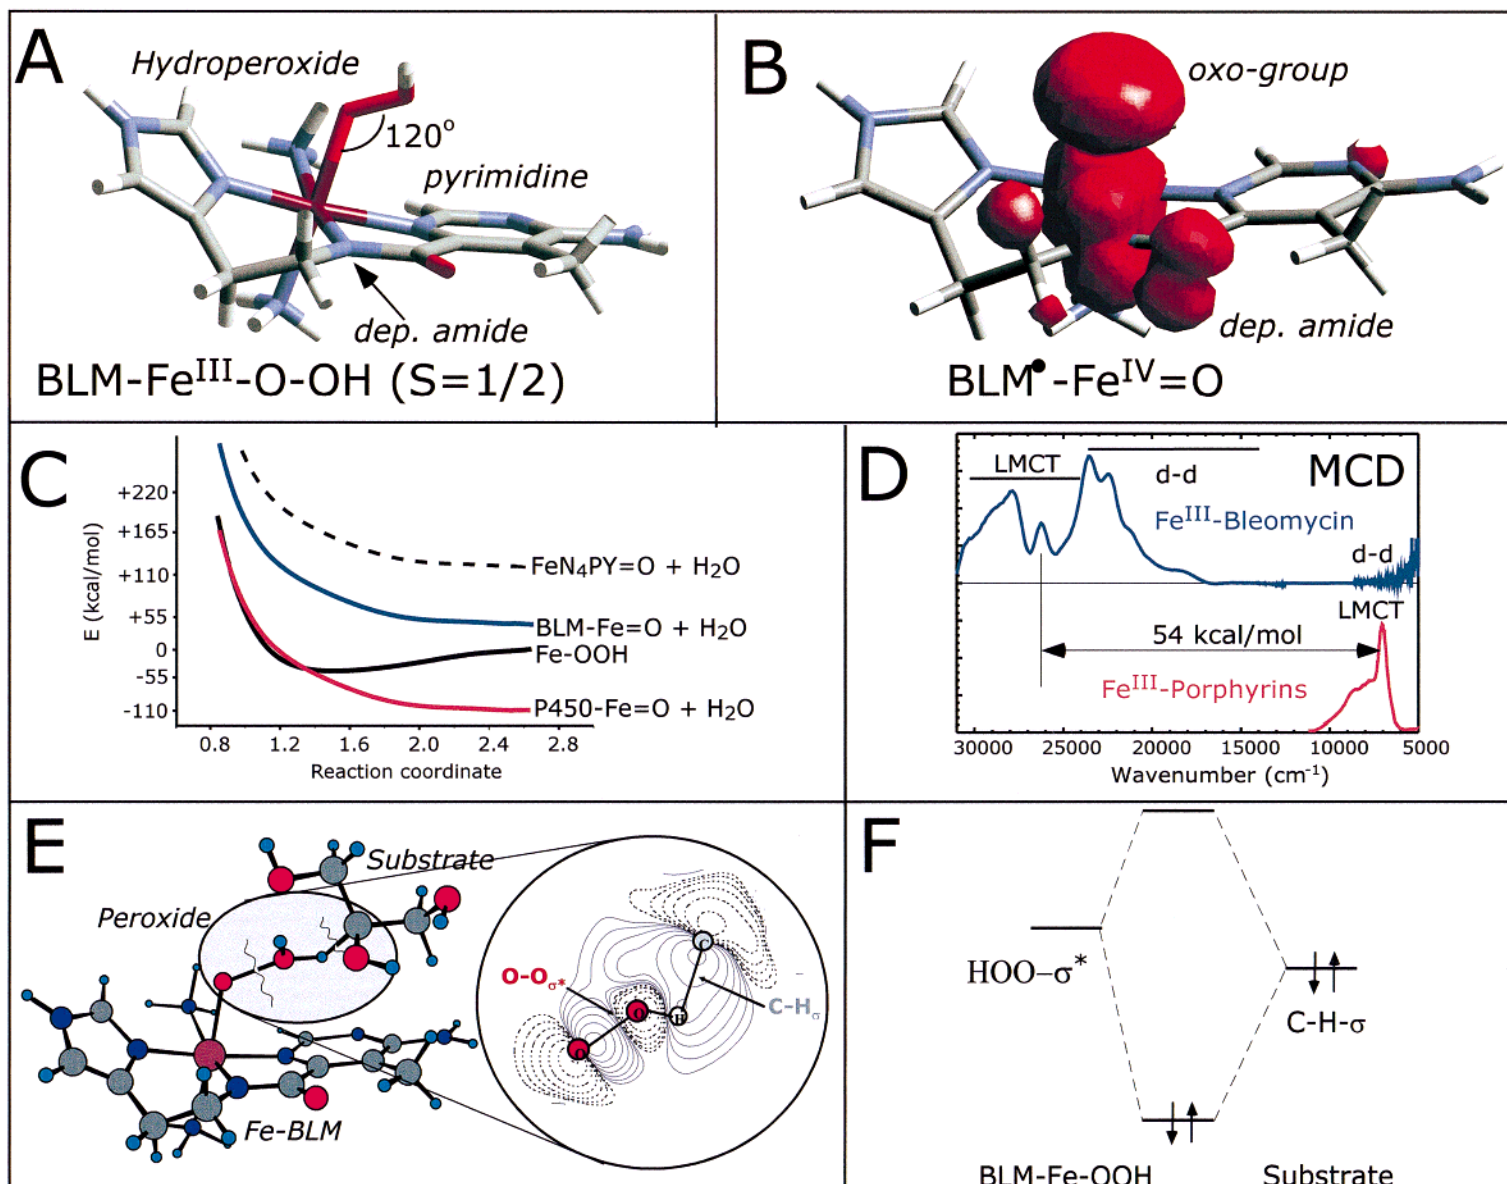 A
Hydroperoxide
120°
pyrimidine
dep. amide
BLM-Feᴵᴵᴵ-O-OH (S=1/2)
B
oxo-group
dep. amide
BLM•-Feᴵⱽ=O
C
E (kcal/mol)
+220
+165
+110
+55
0
-55
-110
FeN₄PY=O + H₂O
BLM-Fe=O + H₂O
Fe-OOH
P450-Fe=O + H₂O
0.8 1.2 1.6 2.0 2.4 2.8
Reaction coordinate
D
MCD
LMCT
d-d
Feᴵᴵᴵ-Bleomycin
d-d
LMCT
54 kcal/mol
Feᴵᴵᴵ-Porphyrins
30000 25000 20000 15000 10000 5000
Wavenumber (cm⁻¹)
E
Substrate
Peroxide
Fe-BLM
O-Oσ*
C-Hσ
C
O
H
O
F
HOO-σ*
C-H-σ
BLM-Fe-OOH Substrate